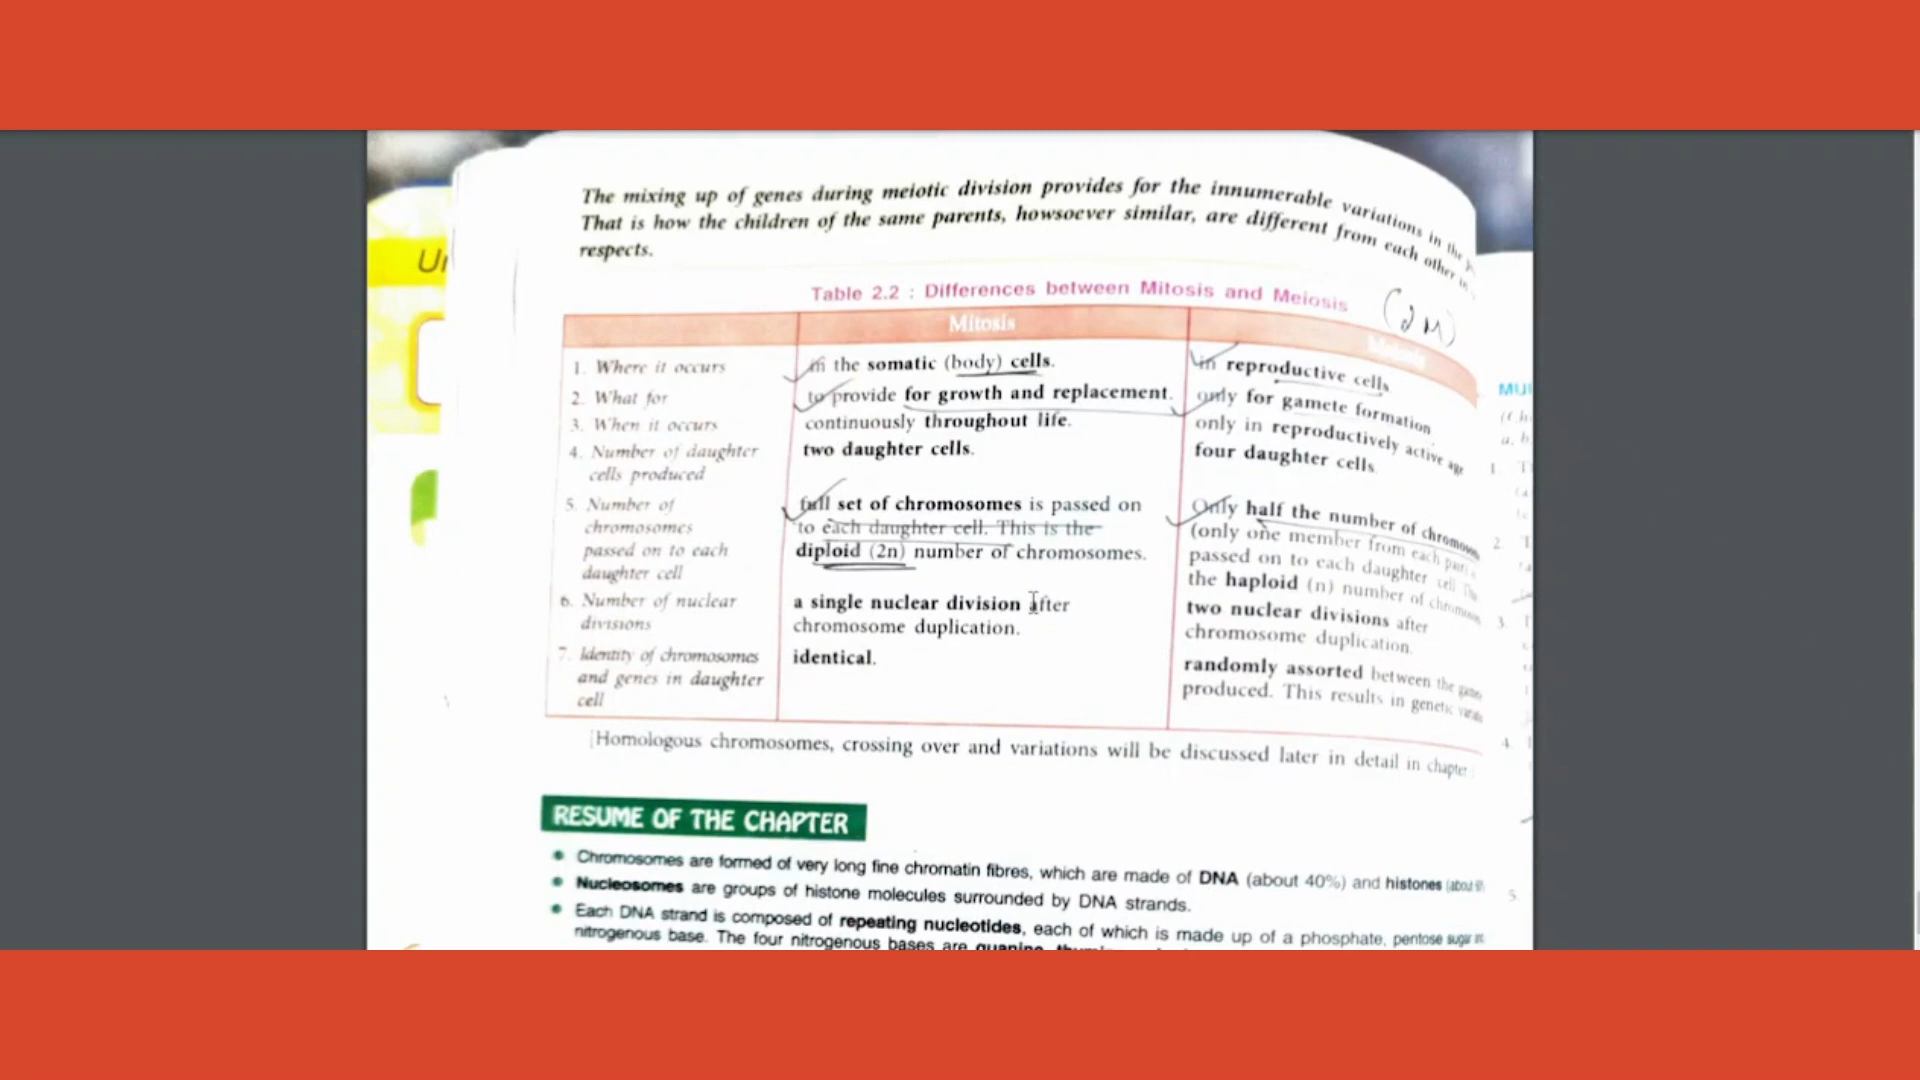 The mixing up of genes during meiotic division provides for the innumerable variations in the
That is how the children of the same parents, howsoever similar, are different from each other in
respects.
Table 2.2 : Differences between Mitosis and Meiosis
(2M)
Mitosis
Meiosis
1. Where it occurs
in the somatic (body) cells.
in reproductive cells
2. What for
to provide for growth and replacement.
only for gamete formation
3. When it occurs
continuously throughout life.
only in reproductively active age
4. Number of daughter
cells produced
two daughter cells.
four daughter cells
5. Number of
chromosomes
passed on to each
daughter cell
full set of chromosomes is passed on
to each daughter cell. This is the
diploid (2n) number of chromosomes.
Only half the number of
(only one member from each
passed on to each daughter cell
the haploid (n) number of
6. Number of nuclear
divisions
a single nuclear division after
chromosome duplication.
two nuclear divisions after
chromosome duplication.
7. Identity of chromosomes
and genes in daughter
cell
identical.
randomly assorted between the
produced. This results in genetic
Homologous chromosomes, crossing over and variations will be discussed later in detail in chapter
RESUME OF THE CHAPTER
Chromosomes are formed of very long fine chromatin fibres, which are made of DNA (about 40%) and histones (about
Nucleosomes are groups of histone molecules surrounded by DNA strands.
Each DNA strand is composed of repeating nucleotides, each of which is made up of a phosphate, pentose sugar
nitrogenous base. The four nitrogenous bases are